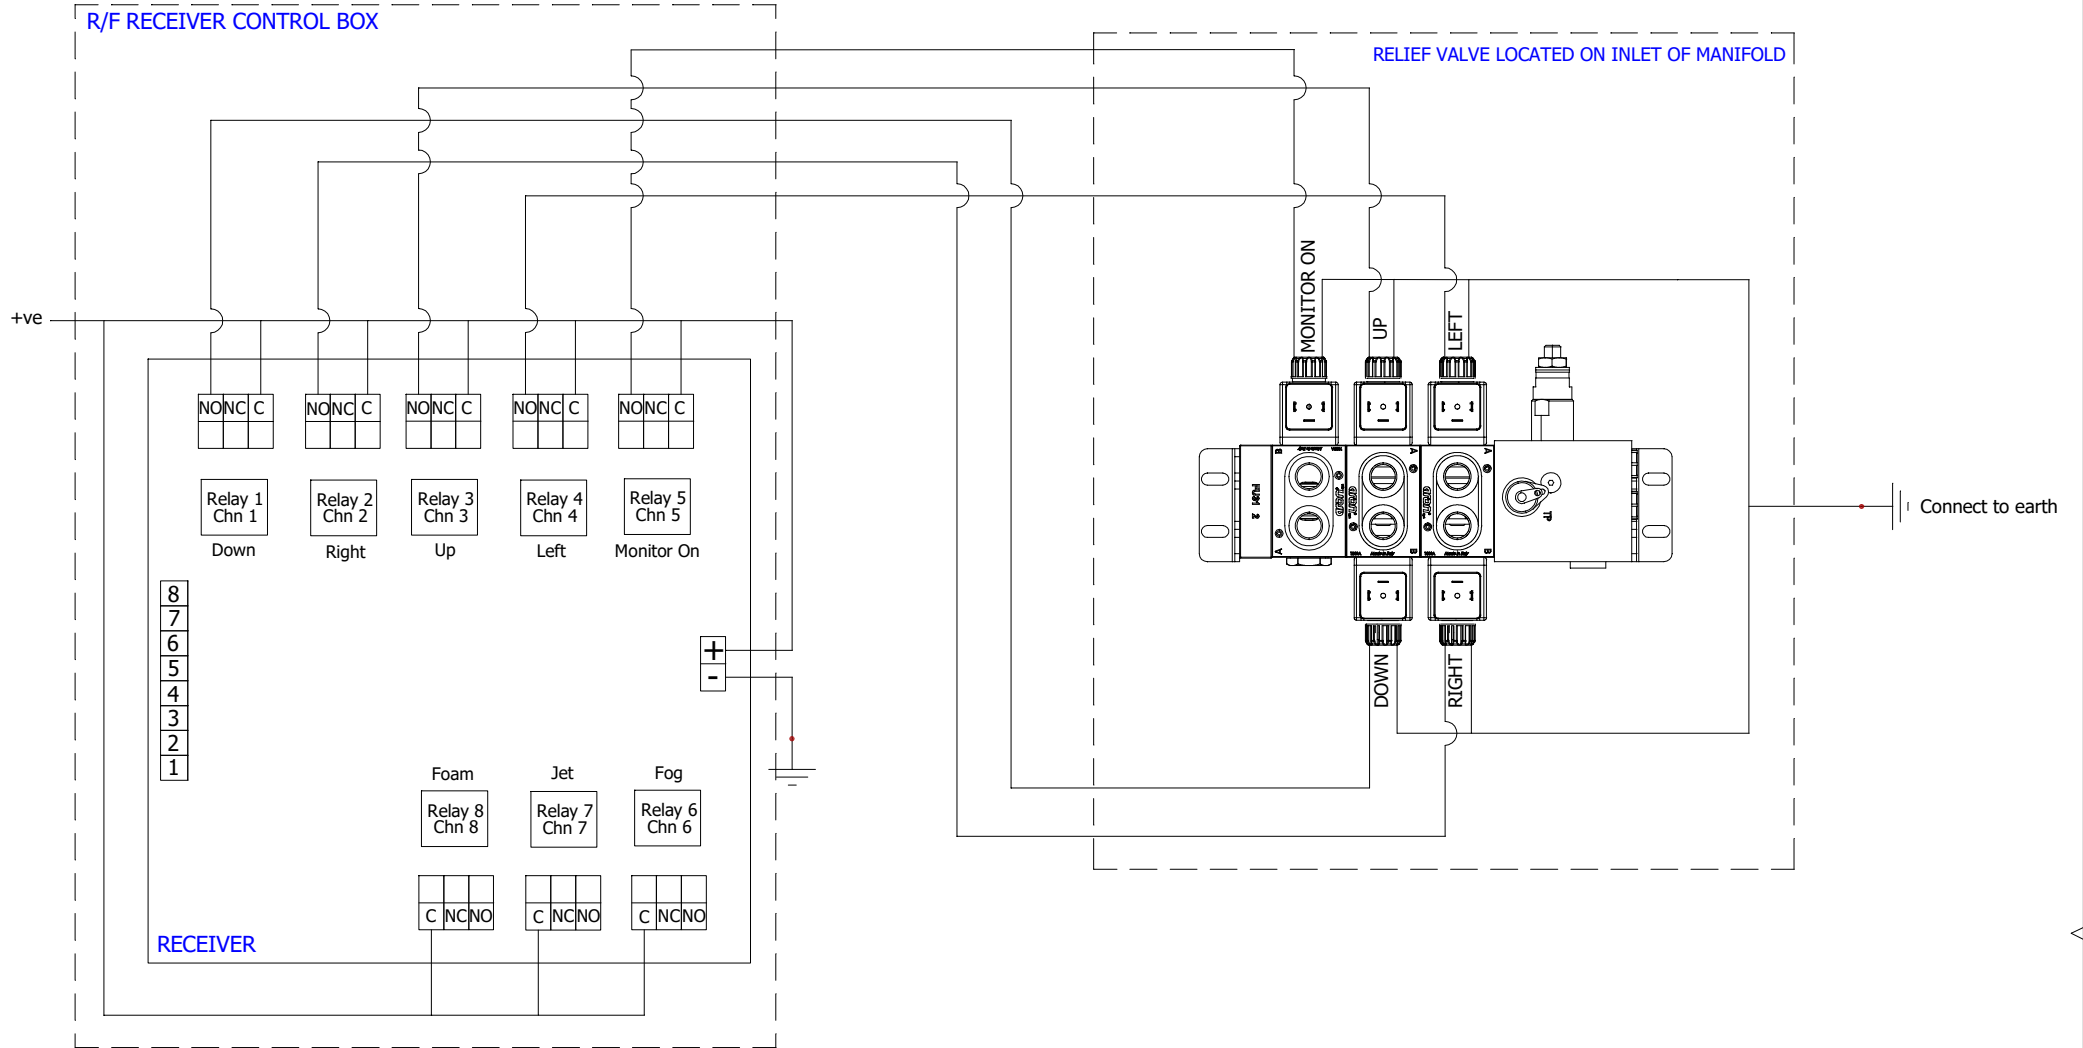 R/F RECEIVER CONTROL BOX
RELIEF VALVE LOCATED ON INLET OF MANIFOLD
MONITOR ON
UP
LEFT
+ve
NO NC C
NO NC C
NO NC C
NO NC C
NO NC C
Relay 1
Chn 1
Relay 2
Chn 2
Relay 3
Chn 3
Relay 4
Chn 4
Relay 5
Chn 5
Down
Right
Up
Left
Monitor On
B
A
A
A
B
B
TP
Connect to earth
8
7
6
5
4
3
2
1
+
-
DOWN
RIGHT
Foam
Jet
Fog
Relay 8
Chn 8
Relay 7
Chn 7
Relay 6
Chn 6
C NC NO
C NC NO
C NC NO
RECEIVER